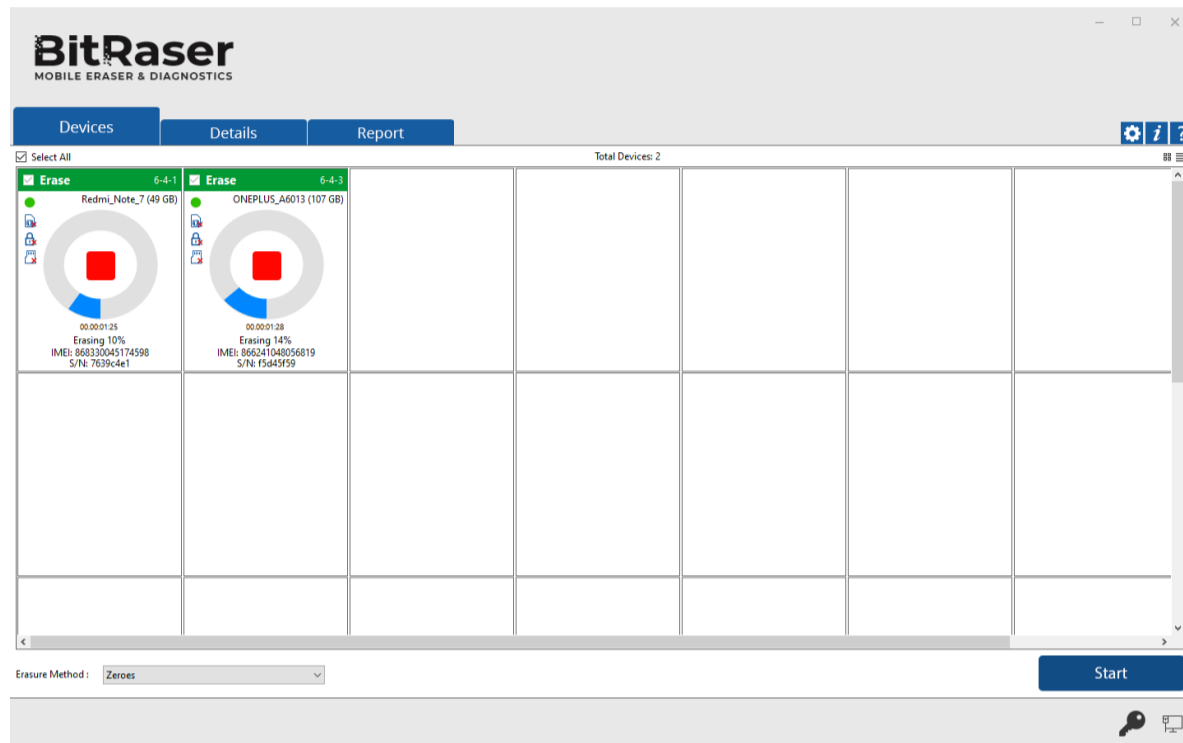 BitRaser
MOBILE ERASER & DIAGNOSTICS
Devices
Details
Report
i
?
Select All
Total Devices: 2
Erase 6-4-1
Redmi_Note_7 (49 GB)
00.00:01:25
Erasing 10%
IMEI: 868330045174598
S/N: 7639c4e1
Erase 6-4-3
ONEPLUS_A6013 (107 GB)
00.00:01:28
Erasing 14%
IMEI: 866241048056819
S/N: f5d45f59
Erasure Method : Zeroes
Start